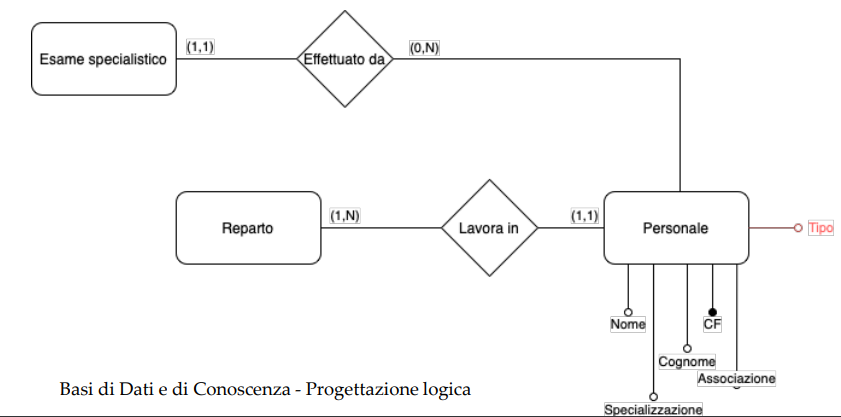 (1,1)
(0,N)
Esame specialistico
Effettuato da
(1,N)
(1,1)
Reparto
Lavora in
Personale
Tipo
Nome
CF
Cognome
Associazione
Basi di Dati e di Conoscenza - Progettazione logica
Specializzazione